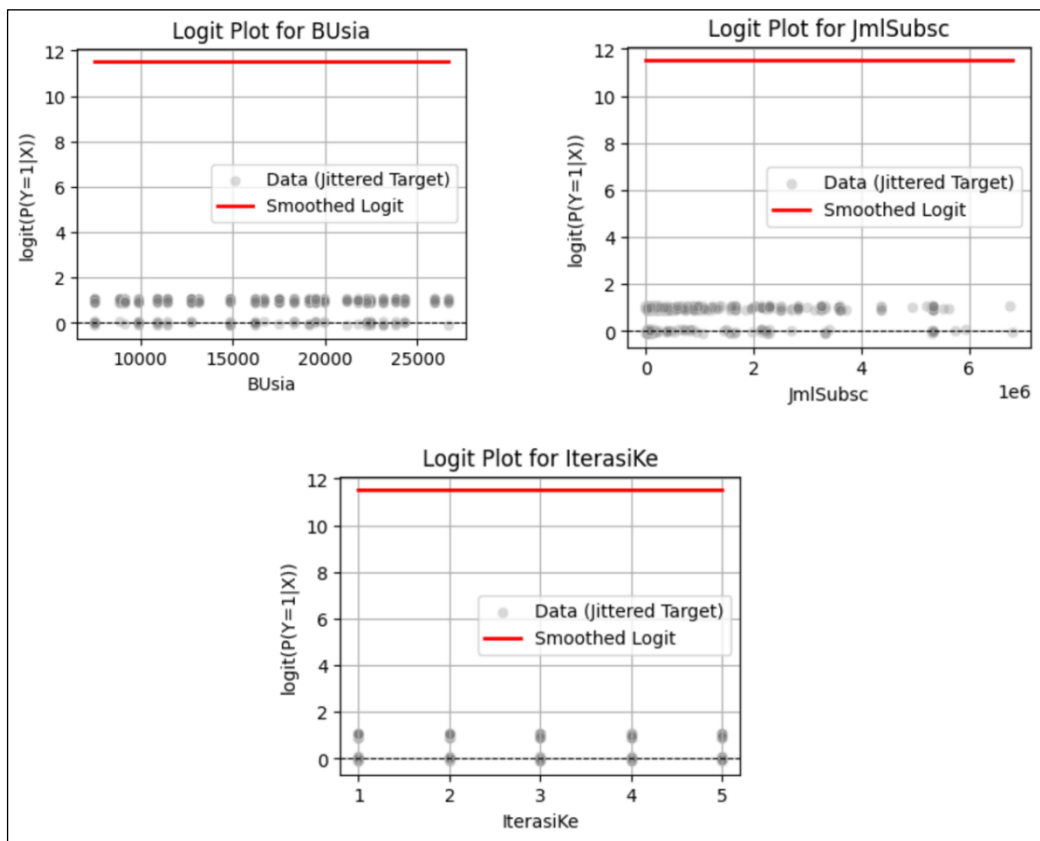 Logit Plot for BUsia
12
10
8
6
4
2
0
logit(P(Y=1|X))
Data (Jittered Target)
Smoothed Logit
10000 15000 20000 25000
BUsia
Logit Plot for JmlSubsc
12
10
8
6
4
2
0
logit(P(Y=1|X))
Data (Jittered Target)
Smoothed Logit
0 2 4 6
1e6
JmlSubsc
Logit Plot for IterasiKe
12
10
8
6
4
2
0
logit(P(Y=1|X))
Data (Jittered Target)
Smoothed Logit
1 2 3 4 5
IterasiKe